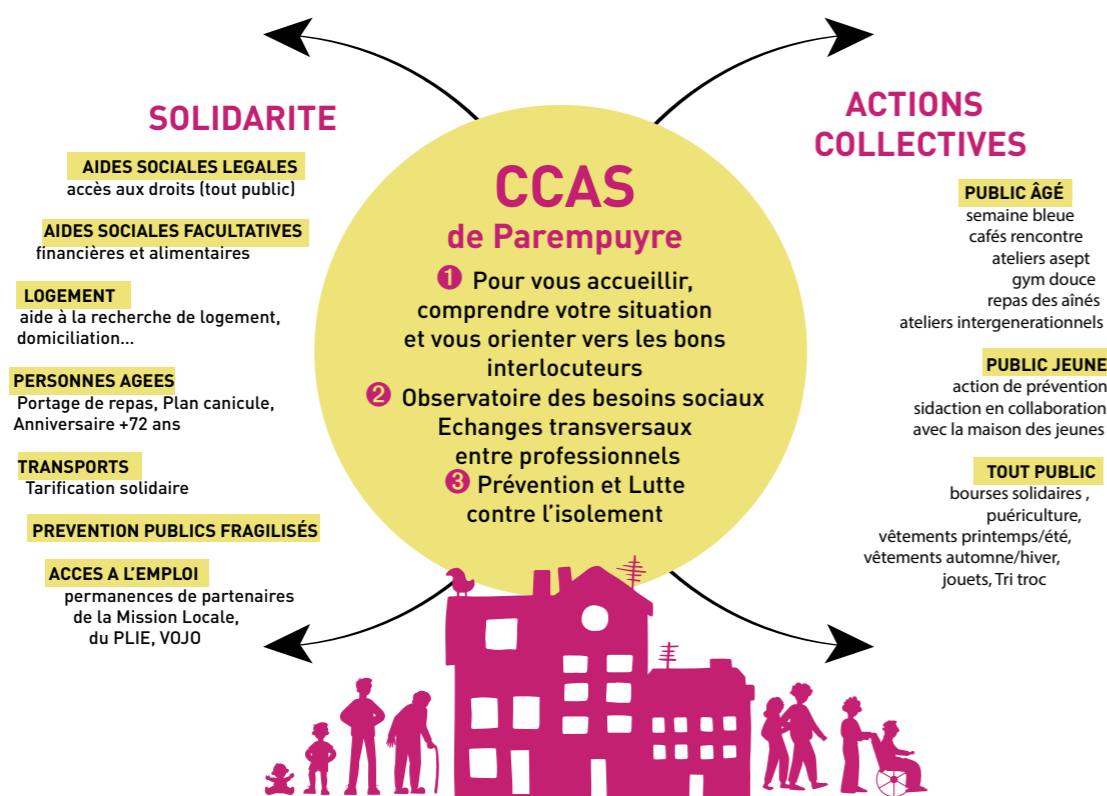 SOLIDARITE
AIDES SOCIALES LEGALES
accès aux droits (tout public)
AIDES SOCIALES FACULTATIVES
financières et alimentaires
LOGEMENT
aide à la recherche de logement,
domiciliation...
PERSONNES AGEES
Portage de repas, Plan canicule,
Anniversaire +72 ans
TRANSPORTS
Tarification solidaire
PREVENTION PUBLICS FRAGILISÉS
ACCES A L'EMPLOI
permanences de partenaires
de la Mission Locale,
du PLIE, VOJO
CCAS
de Parempuyre
❶ Pour vous accueillir,
comprendre votre situation
et vous orienter vers les bons
interlocuteurs
❷ Observatoire des besoins sociaux
Echanges transversaux
entre professionnels
❸ Prévention et Lutte
contre l'isolement
ACTIONS
COLLECTIVES
PUBLIC ÂGÉ
semaine bleue
cafés rencontre
ateliers asept
gym douce
repas des aînés
ateliers intergenerationnels
PUBLIC JEUNE
action de prévention
sidaction en collaboration
avec la maison des jeunes
TOUT PUBLIC
bourses solidaires ,
puériculture,
vêtements printemps/été,
vêtements automne/hiver,
jouets, Tri troc